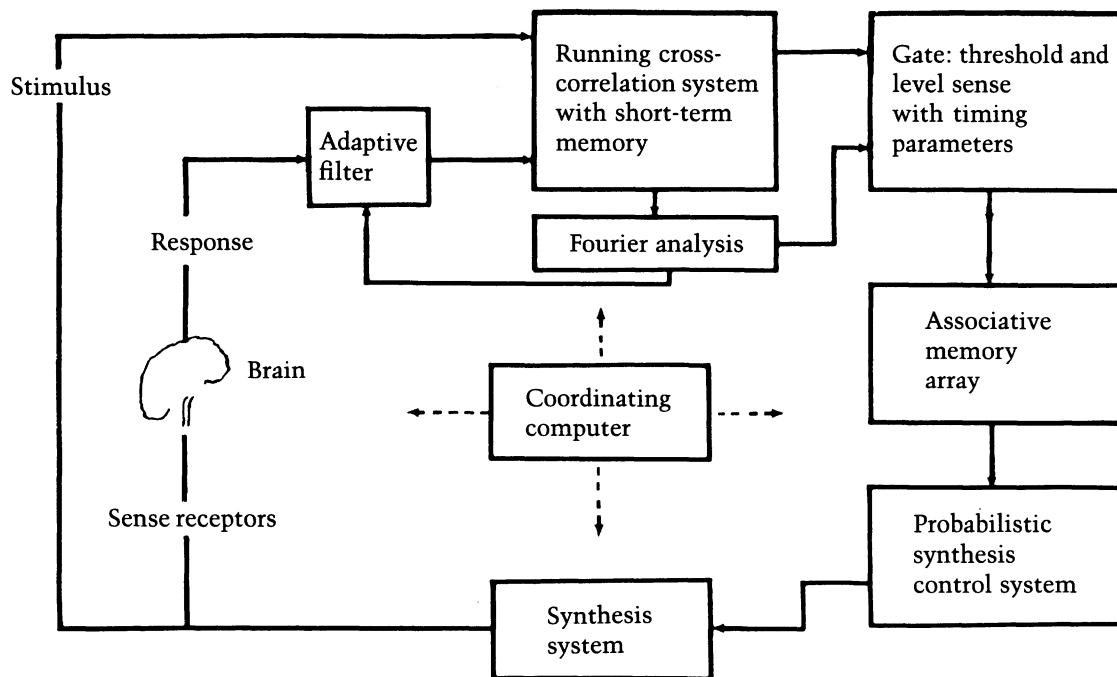 Stimulus
Running cross-
correlation system
with short-term
memory
Gate: threshold and
level sense
with timing
parameters
Adaptive
filter
Response
Fourier analysis
Brain
Coordinating
computer
Associative
memory
array
Sense receptors
Probabilistic
synthesis
control system
Synthesis
system